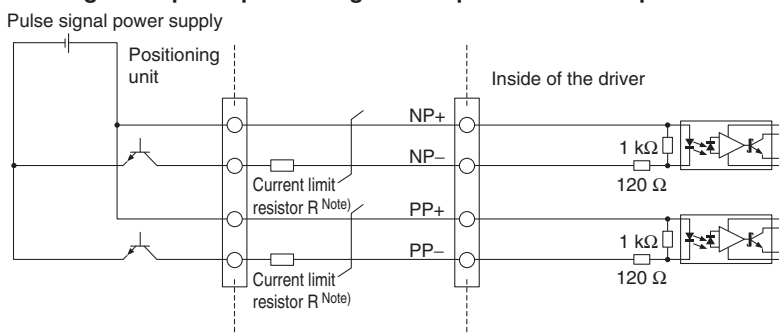 Pulse signal power supply
Positioning
unit
Inside of the driver
NP+
NP−
1 kΩ
120 Ω
Current limit
resistor R Note)
PP+
PP−
1 kΩ
120 Ω
Current limit
resistor R Note)